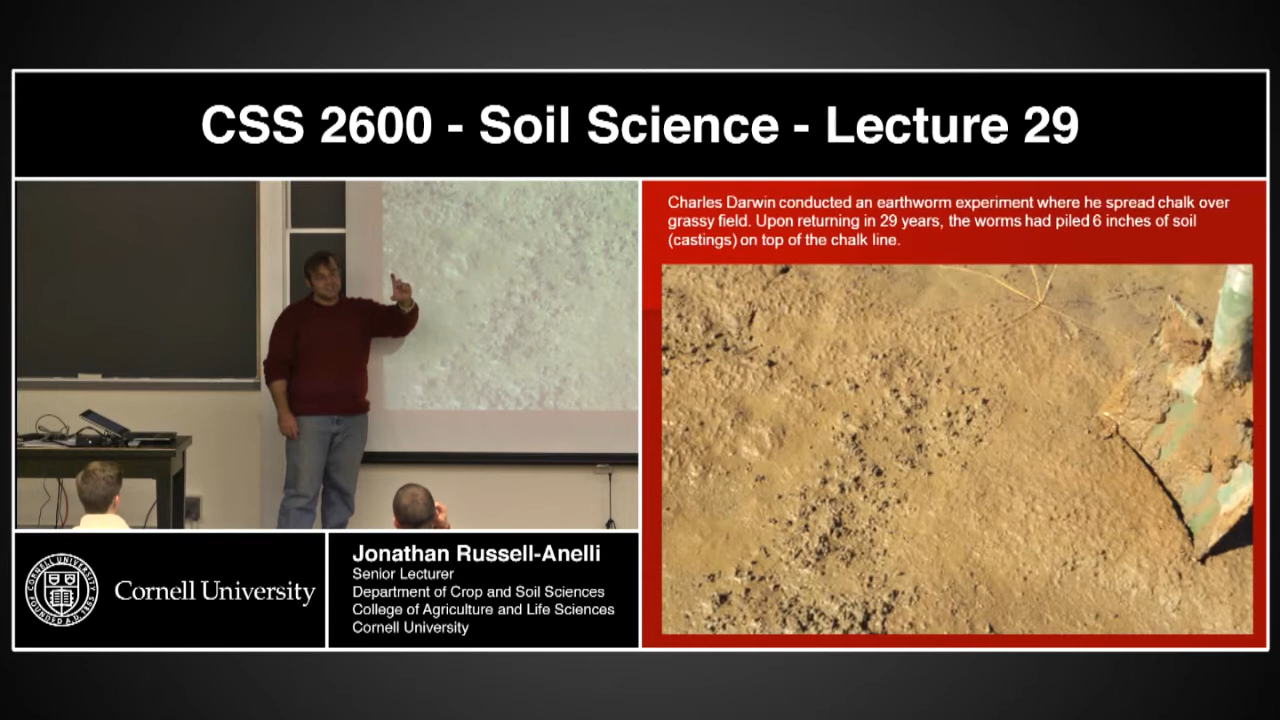 CSS 2600 - Soil Science - Lecture 29
Charles Darwin conducted an earthworm experiment where he spread chalk over
grassy field. Upon returning in 29 years, the worms had piled 6 inches of soil
(castings) on top of the chalk line.
Cornell University
Jonathan Russell-Anelli
Senior Lecturer
Department of Crop and Soil Sciences
College of Agriculture and Life Sciences
Cornell University